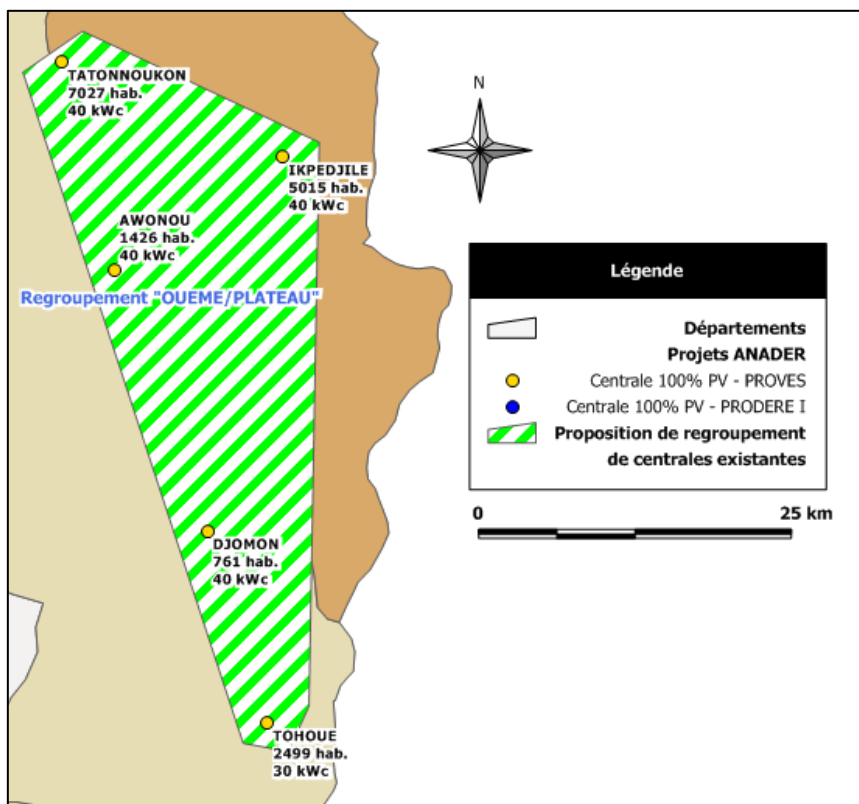 TATONNOUKON
7027 hab.
40 kWc
IKPEDJILE
5015 hab.
40 kWc
AWONOU
1426 hab.
40 kWc
Regroupement "OUEME/PLATEAU"
DJOMON
761 hab.
40 kWc
TOHOUE
2499 hab.
30 kWc
N
Légende
Départements
Projets ANADER
Centrale 100% PV - PROVES
Centrale 100% PV - PRODERE I
Proposition de regroupement
de centrales existantes
0 25 km